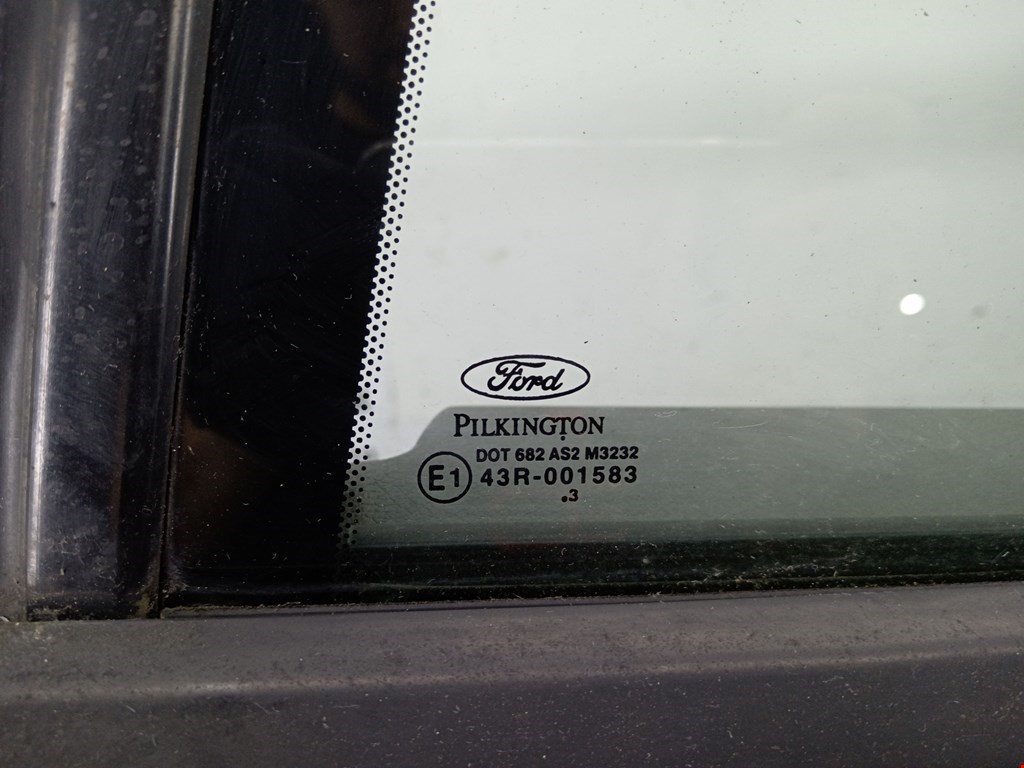 Ford
PILKINGTON
DOT 682 AS2 M3232
E1 43R-001583
.3